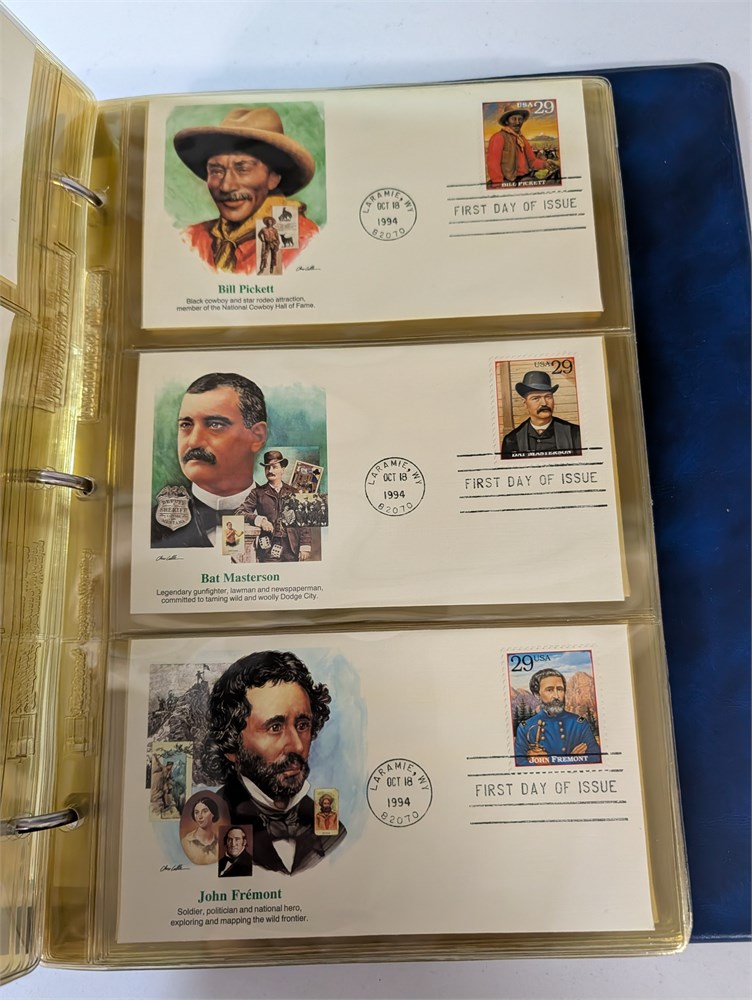 USA 29
BILL PICKETT
LARAMIE, WY
OCT 18
1994
82070
FIRST DAY OF ISSUE
Bill Pickett
Black cowboy and star rodeo attraction,
member of the National Cowboy Hall of Fame.
USA 29
BAT MASTERSON
LARAMIE, WY
OCT 18
1994
82070
FIRST DAY OF ISSUE
SHERIFF
Bat Masterson
Legendary gunfighter, lawman and newspaperman,
committed to taming wild and woolly Dodge City.
29 USA
JOHN FREMONT
LARAMIE, WY
OCT 18
1994
82070
FIRST DAY OF ISSUE
John Frémont
Soldier, politician and national hero,
exploring and mapping the wild frontier.